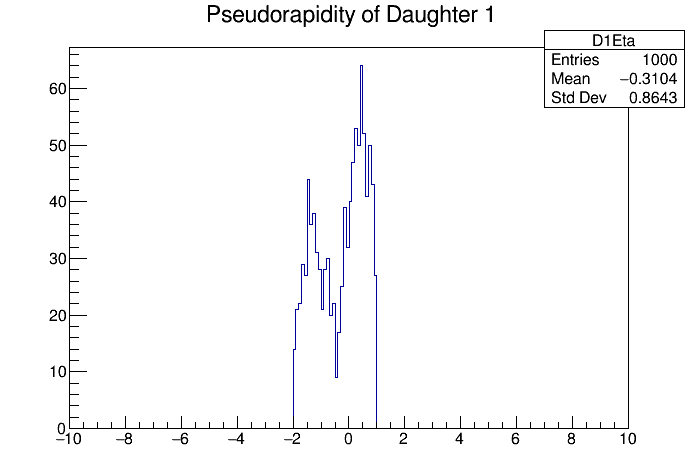 Pseudorapidity of Daughter 1
D1Eta
Entries 1000
Mean −0.3104
Std Dev 0.8643
60
50
40
30
20
10
0
−10 −8 −6 −4 −2 0 2 4 6 8 10